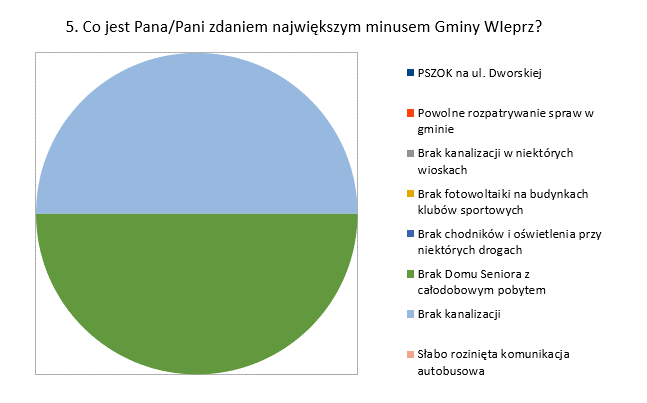 5. Co jest Pana/Pani zdaniem największym minusem Gminy WIeprz?
PSZOK na ul. Dworskiej
Powolne rozpatrywanie spraw w
gminie
Brak kanalizacji w niektórych
wioskach
Brak fotowoltaiki na budynkach
klubów sportowych
Brak chodników i oświetlenia przy
niektórych drogach
Brak Domu Seniora z
całodobowym pobytem
Brak kanalizacji
Słabo rozinięta komunikacja
autobusowa